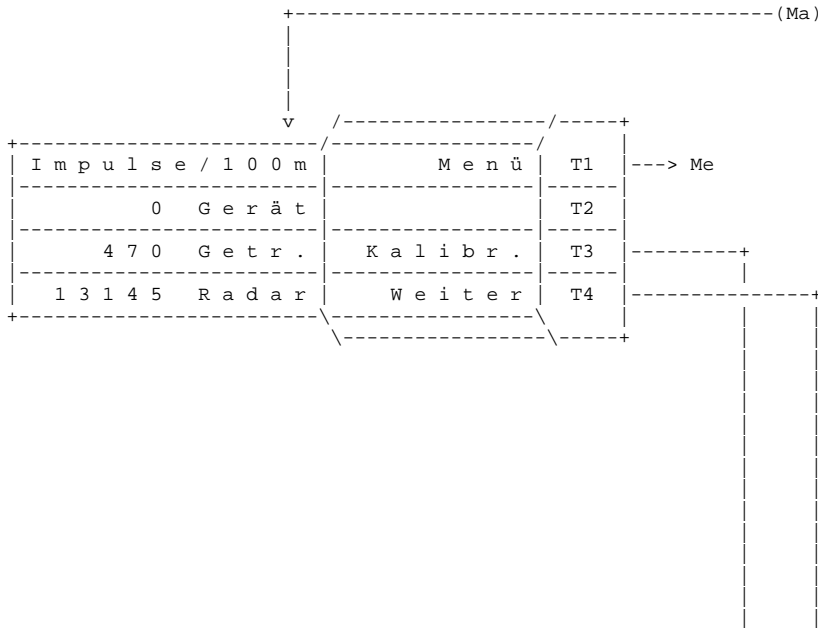 (Ma)
Impulse/100m Menü T1 ---> Me
0 Gerät T2
470 Getr. Kalibr. T3
13145 Radar Weiter T4